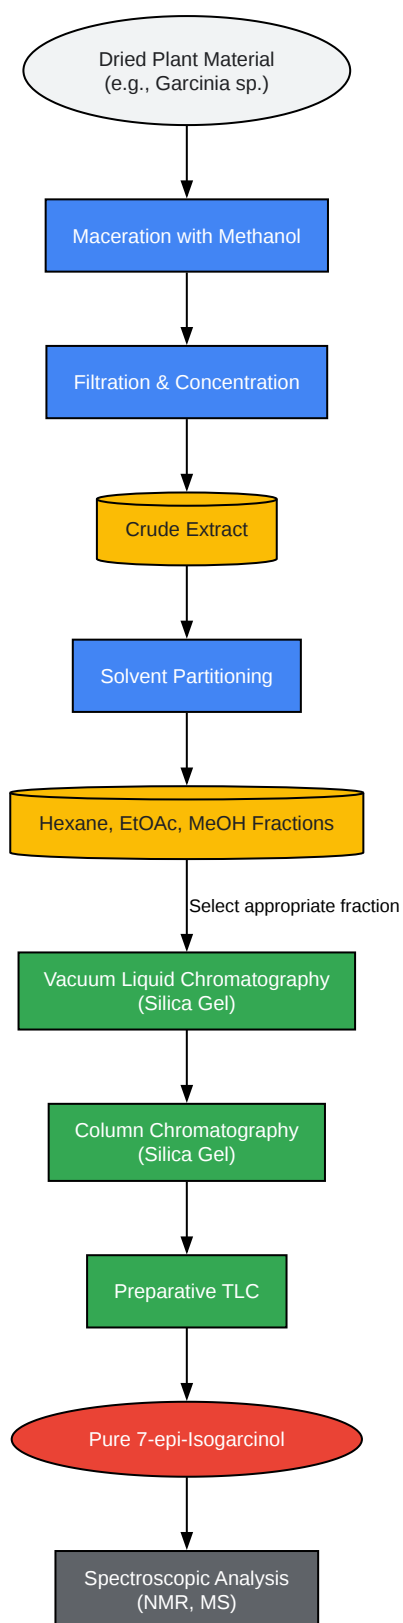 Dried Plant Material
(e.g., Garcinia sp.)
Maceration with Methanol
Filtration & Concentration
Crude Extract
Solvent Partitioning
Hexane, EtOAc, MeOH Fractions
Select appropriate fraction
Vacuum Liquid Chromatography
(Silica Gel)
Column Chromatography
(Silica Gel)
Preparative TLC
Pure 7-epi-Isogarcinol
Spectroscopic Analysis
(NMR, MS)